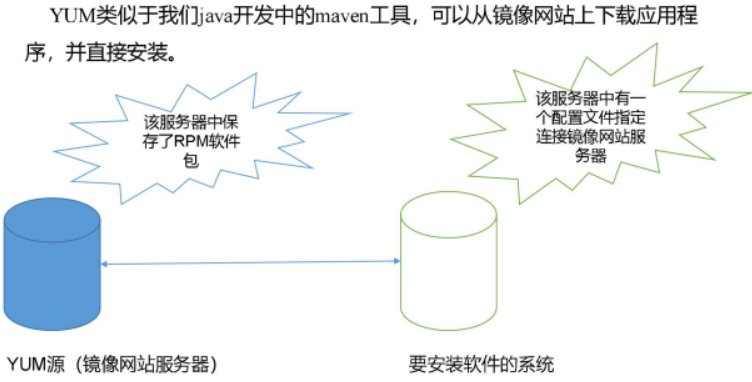 YUM类似于我们java开发中的maven工具，可以从镜像网站上下载应用程
序，并直接安装。
该服务器中保
存了RPM软件
包
该服务器中有一
个配置文件指定
连接镜像网站服
务器
YUM源（镜像网站服务器）
要安装软件的系统